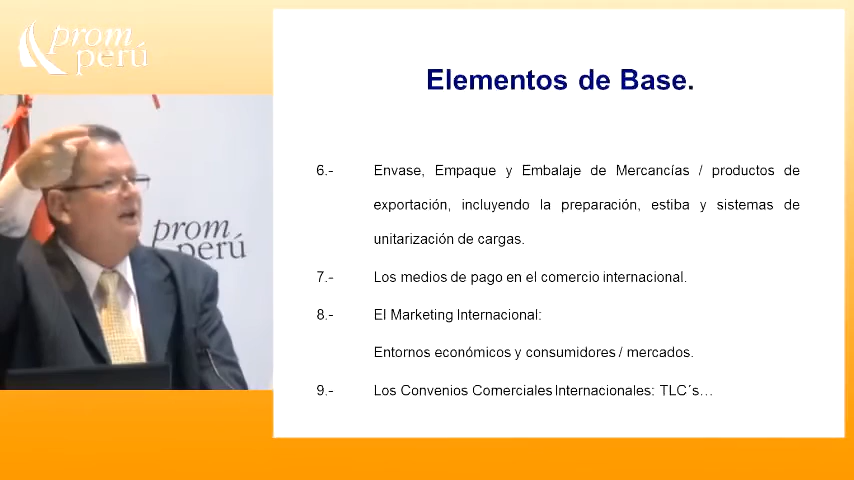 prom
perú
prom
perú
Elementos de Base.
6.- Envase, Empaque y Embalaje de Mercancías / productos de
exportación, incluyendo la preparación, estiba y sistemas de
unitarización de cargas.
7.- Los medios de pago en el comercio internacional.
8.- El Marketing Internacional:
Entornos económicos y consumidores / mercados.
9.- Los Convenios Comerciales Internacionales: TLC´s…